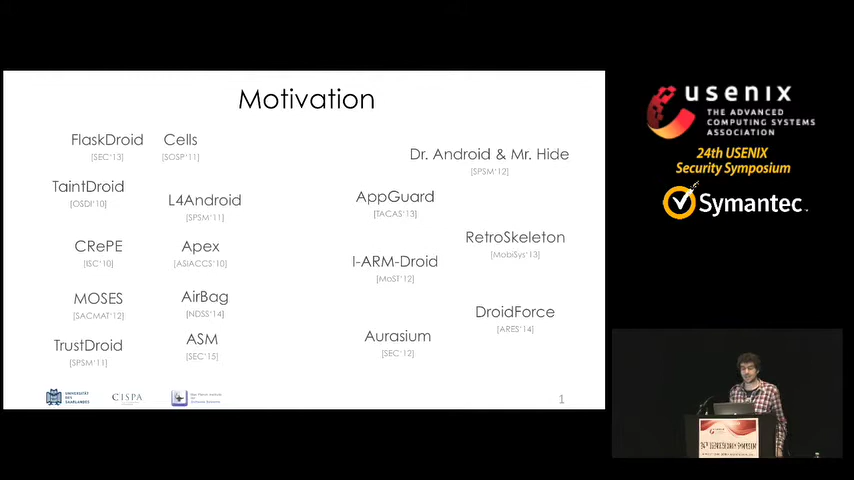 Motivation
FlaskDroid
[SEC'13]
Cells
[SOSP'11]
Dr. Android & Mr. Hide
[SPSM'12]
TaintDroid
[OSDI'10]
L4Android
[SPSM'11]
AppGuard
[TACAS'13]
CRePE
[ISC'10]
Apex
[ASIACCS'10]
RetroSkeleton
[MobiSys'13]
I-ARM-Droid
[MoST'12]
MOSES
[SACMAT'12]
AirBag
[NDSS'14]
DroidForce
[ARES'14]
TrustDroid
[SPSM'11]
ASM
[SEC'15]
Aurasium
[SEC'12]
UNIVERSITÄT
DES
SAARLANDES
CISPA
1
usenix
THE ADVANCED
COMPUTING SYSTEMS
ASSOCIATION
24th USENIX
Security Symposium
Symantec.